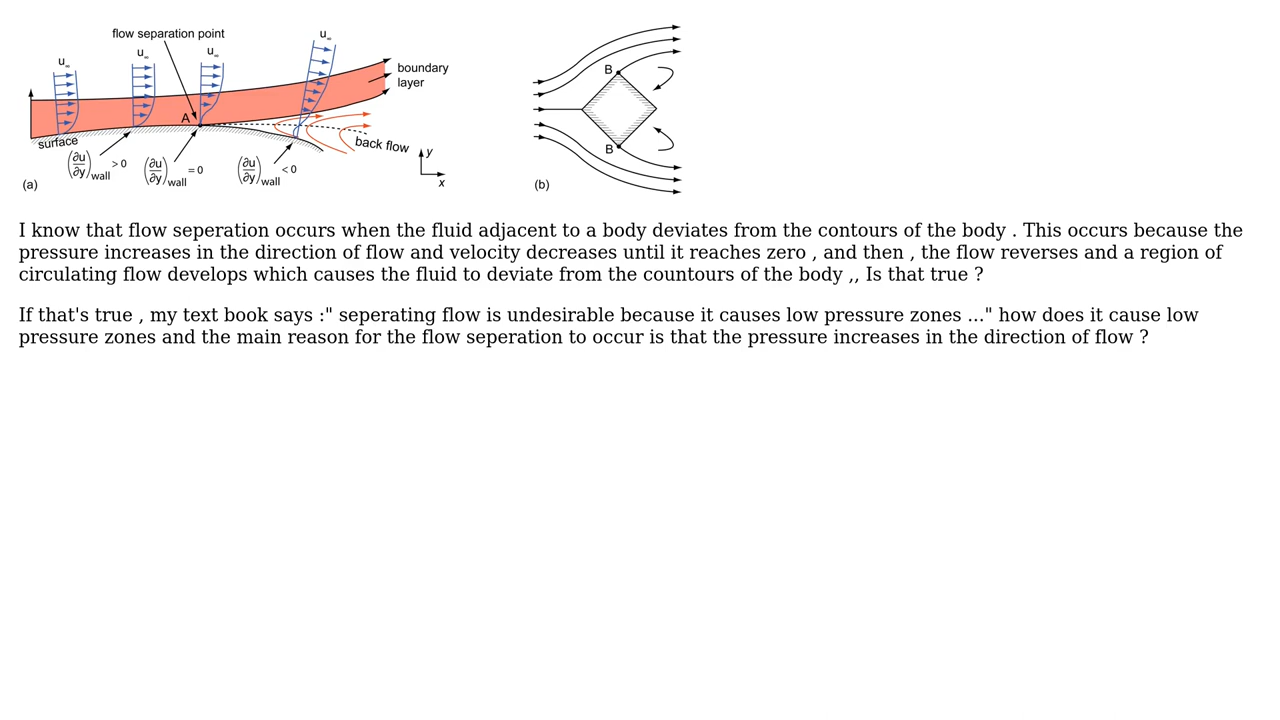 flow separation point
u∞
u∞
u∞
u∞
boundary
layer
A
surface
back flow
(∂u/∂y)wall > 0
(∂u/∂y)wall = 0
(∂u/∂y)wall < 0
y
x
(a)
B
B
(b)
I know that flow seperation occurs when the fluid adjacent to a body deviates from the contours of the body . This occurs because the
pressure increases in the direction of flow and velocity decreases until it reaches zero , and then , the flow reverses and a region of
circulating flow develops which causes the fluid to deviate from the countours of the body ,, Is that true ?
If that's true , my text book says :" seperating flow is undesirable because it causes low pressure zones ..." how does it cause low
pressure zones and the main reason for the flow seperation to occur is that the pressure increases in the direction of flow ?